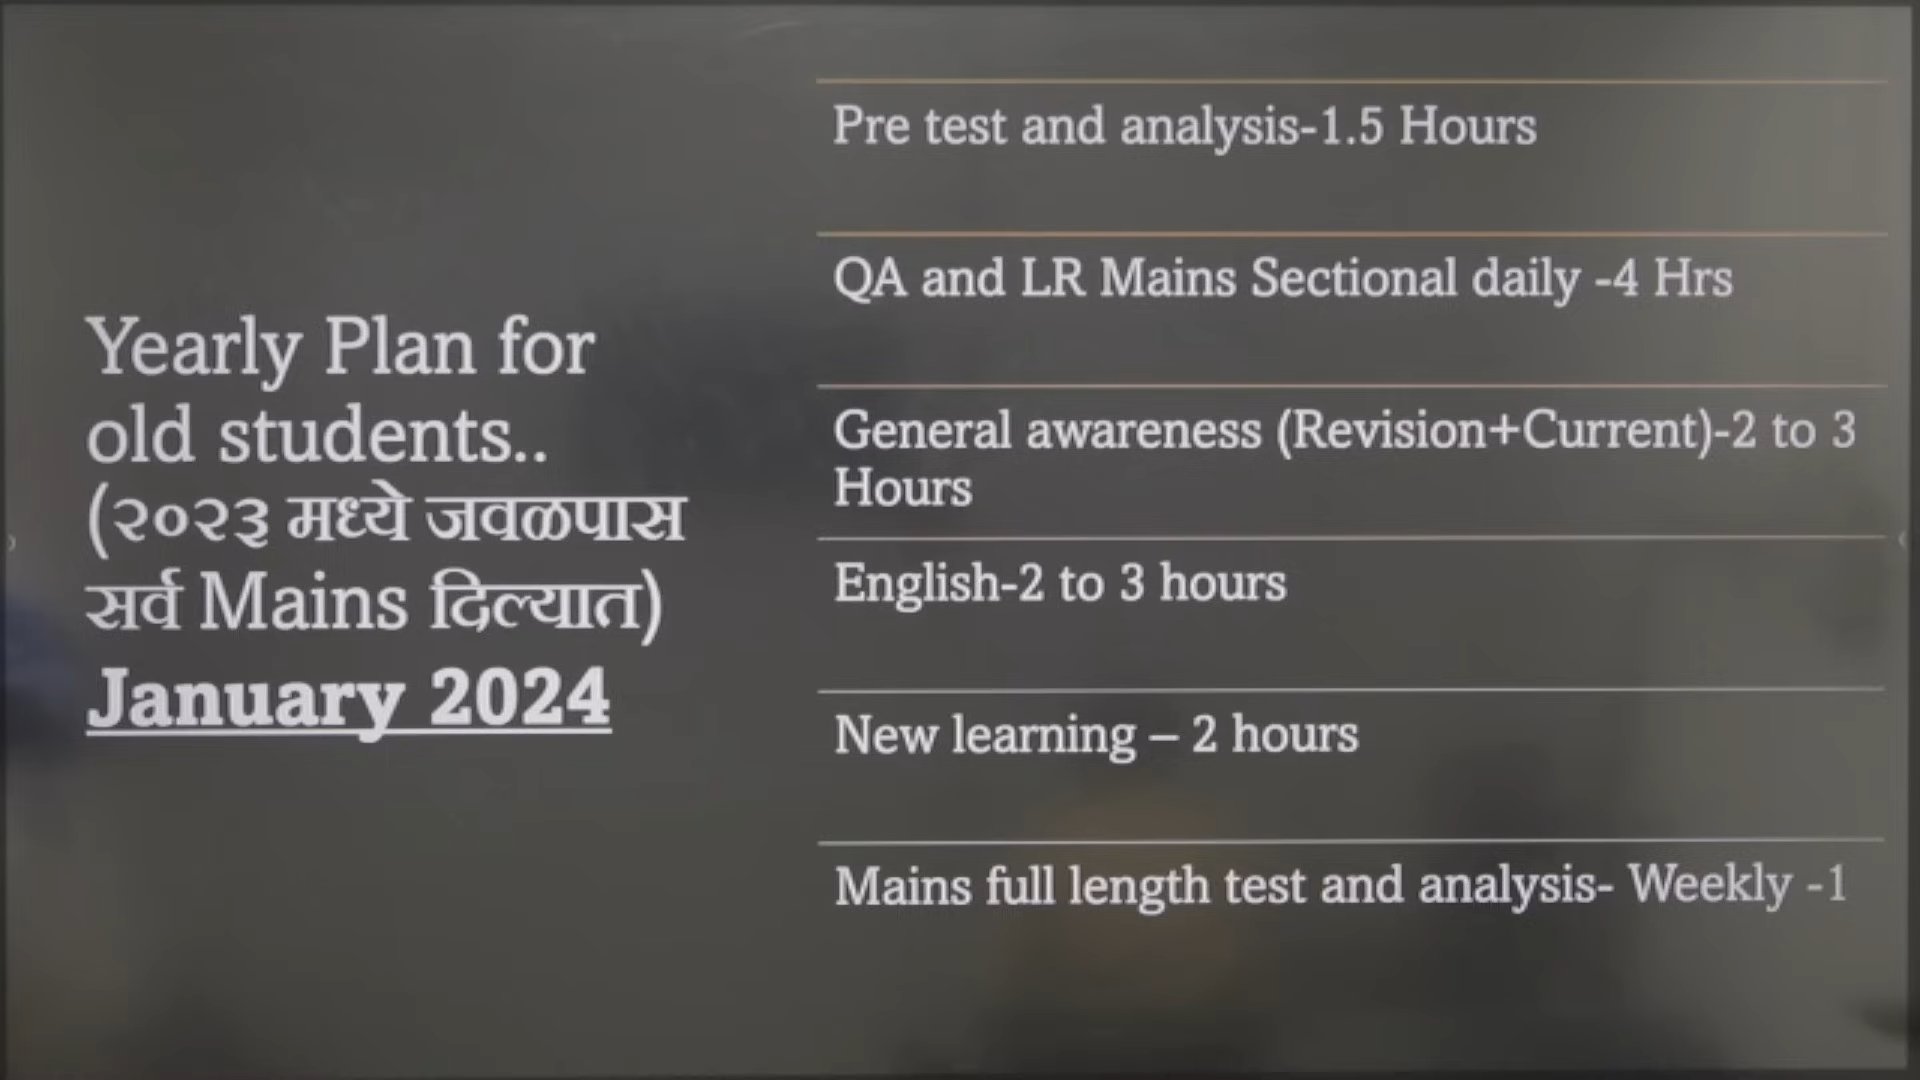 Yearly Plan for
old students..
(२०२३ मध्ये जवळपास
सर्व Mains दिल्यात)
January 2024
Pre test and analysis-1.5 Hours
QA and LR Mains Sectional daily -4 Hrs
General awareness (Revision+Current)-2 to 3
Hours
English-2 to 3 hours
New learning – 2 hours
Mains full length test and analysis- Weekly -1